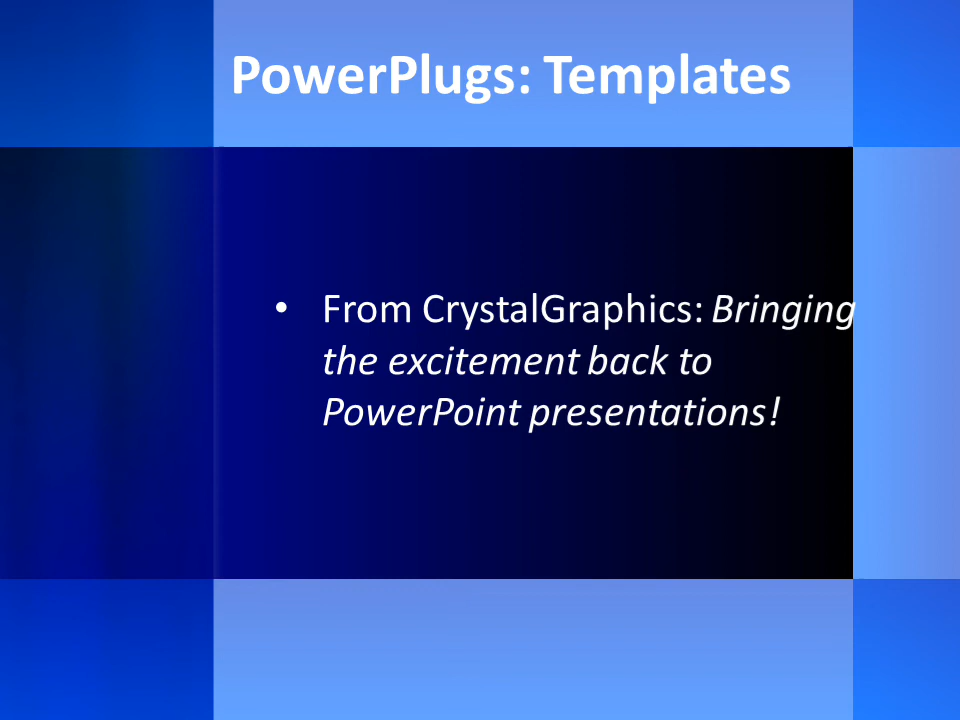 PowerPlugs: Templates
• From CrystalGraphics: Bringing
the excitement back to
PowerPoint presentations!